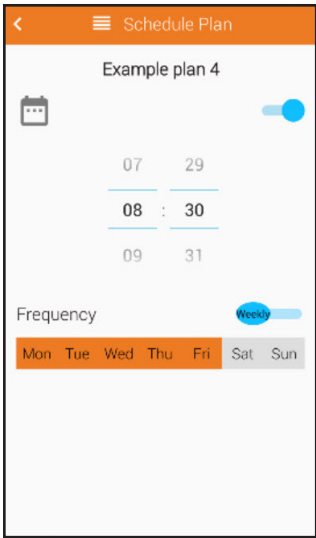 Schedule Plan
Example plan 4
07 29
08 : 30
09 31
Frequency Weekly
Mon Tue Wed Thu Fri Sat Sun